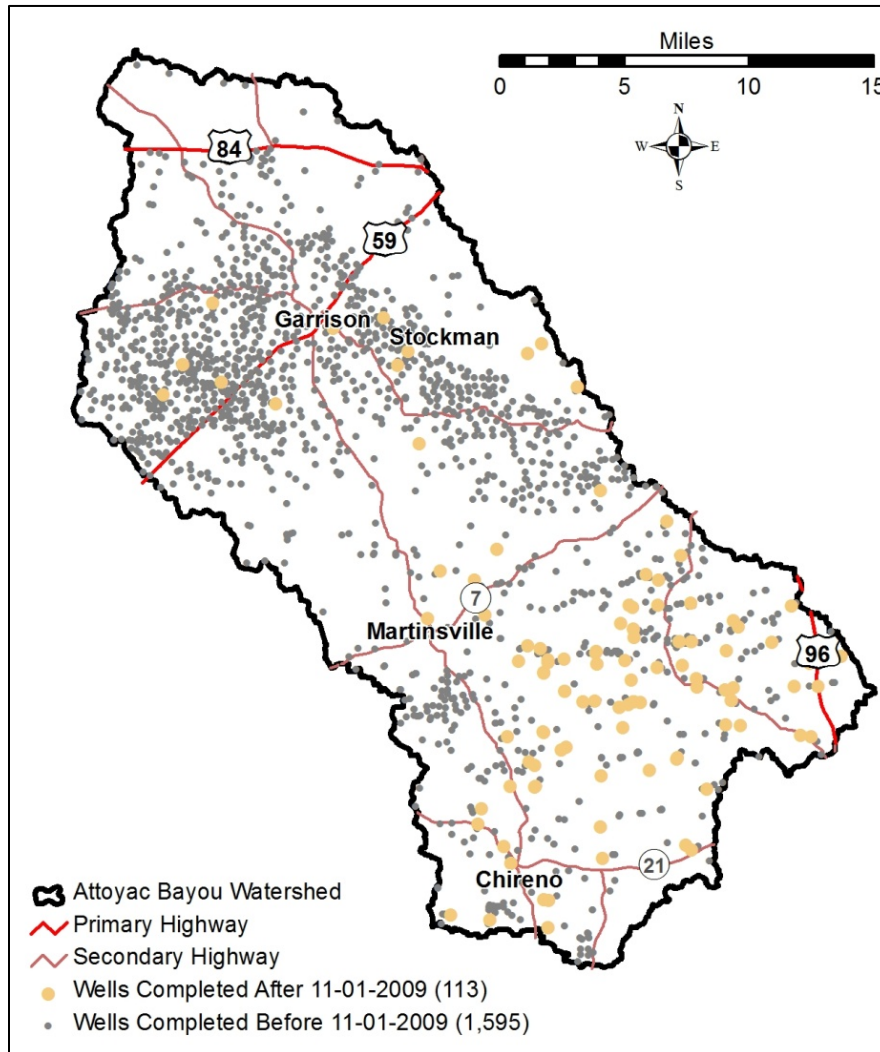 Miles
0 5 10 15
N
W E
S
84
59
Garrison
Stockman
7
Martinsville
96
21
Chireno
Attoyac Bayou Watershed
Primary Highway
Secondary Highway
Wells Completed After 11-01-2009 (113)
Wells Completed Before 11-01-2009 (1,595)